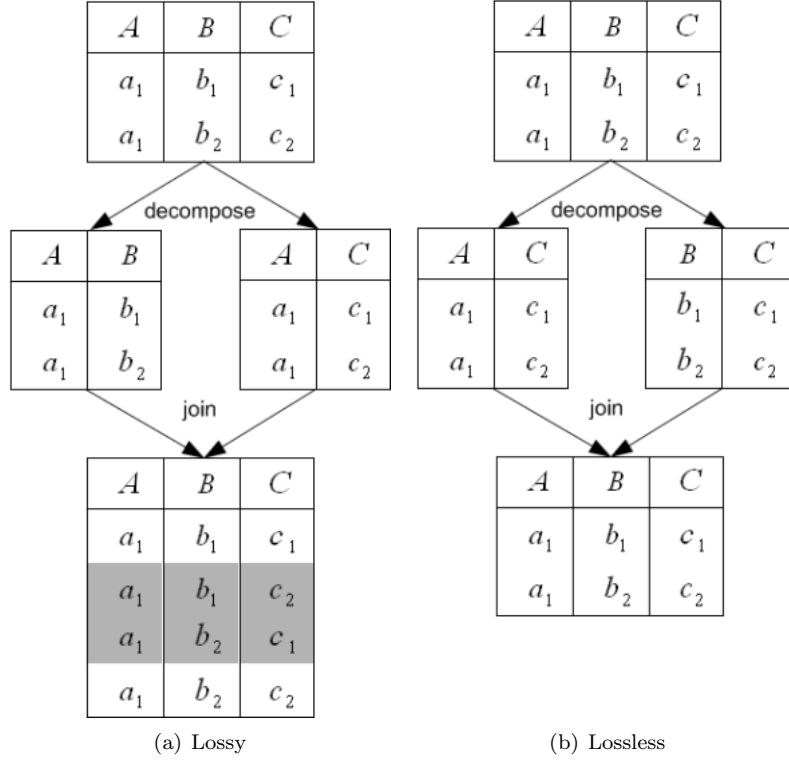 A B C
a₁ b₁ c₁
a₁ b₂ c₂
decompose
A B
a₁ b₁
a₁ b₂
A C
a₁ c₁
a₁ c₂
join
A B C
a₁ b₁ c₁
a₁ b₁ c₂
a₁ b₂ c₁
a₁ b₂ c₂
(a) Lossy
A B C
a₁ b₁ c₁
a₁ b₂ c₂
decompose
A C
a₁ c₁
a₁ c₂
B C
b₁ c₁
b₂ c₂
join
A B C
a₁ b₁ c₁
a₁ b₂ c₂
(b) Lossless